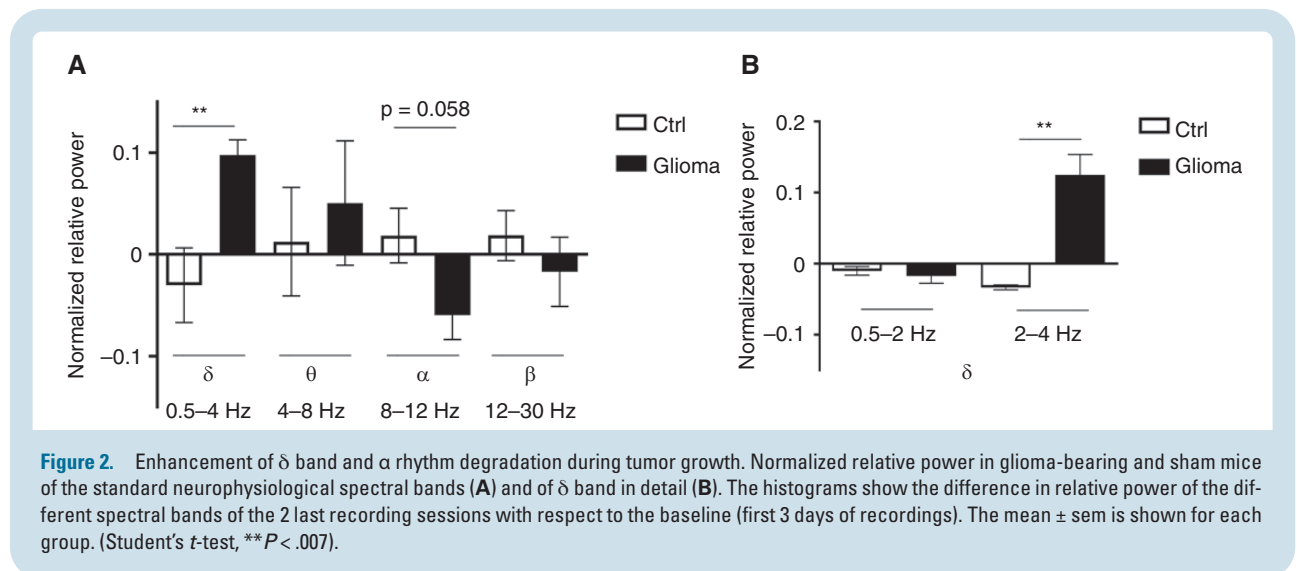 A
B
**
p = 0.058
Ctrl
Glioma
Normalized relative power
0.1
0
–0.1
δ
θ
α
β
0.5–4 Hz
4–8 Hz
8–12 Hz
12–30 Hz
**
Ctrl
Glioma
Normalized relative power
0.2
0.1
0
–0.1
0.5–2 Hz
2–4 Hz
δ
Figure 2. Enhancement of δ band and α rhythm degradation during tumor growth. Normalized relative power in glioma-bearing and sham mice
of the standard neurophysiological spectral bands (A) and of δ band in detail (B). The histograms show the difference in relative power of the dif-
ferent spectral bands of the 2 last recording sessions with respect to the baseline (first 3 days of recordings). The mean ± sem is shown for each
group. (Student's t-test, **P < .007).